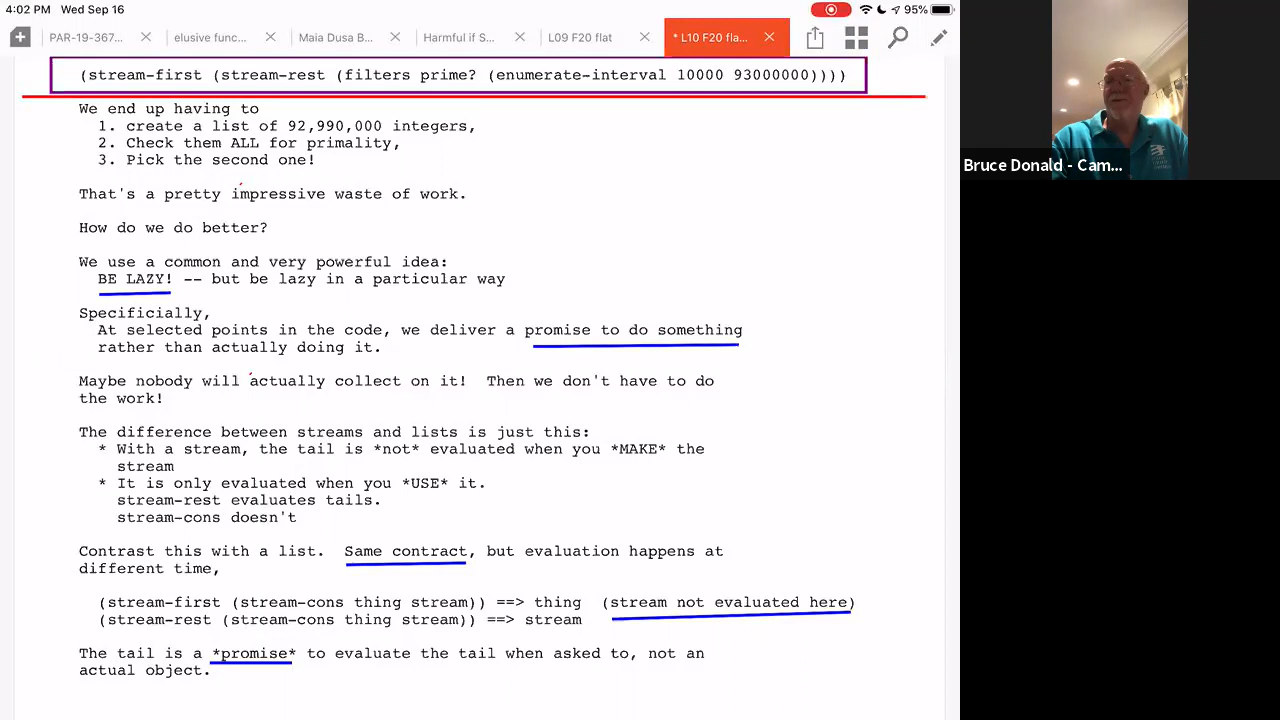 4:02 PM Wed Sep 16
95%
PAR-19-367...
elusive func...
Maia Dusa B...
Harmful if S...
L09 F20 flat
* L10 F20 fla...
(stream-first (stream-rest (filters prime? (enumerate-interval 10000 93000000))))
We end up having to
1. create a list of 92,990,000 integers,
2. Check them ALL for primality,
3. Pick the second one!
That's a pretty impressive waste of work.
How do we do better?
We use a common and very powerful idea:
BE LAZY! -- but be lazy in a particular way
Specificially,
At selected points in the code, we deliver a promise to do something
rather than actually doing it.
Maybe nobody will actually collect on it! Then we don't have to do
the work!
The difference between streams and lists is just this:
* With a stream, the tail is *not* evaluated when you *MAKE* the
stream
* It is only evaluated when you *USE* it.
stream-rest evaluates tails.
stream-cons doesn't
Contrast this with a list. Same contract, but evaluation happens at
different time,
(stream-first (stream-cons thing stream)) ==> thing (stream not evaluated here)
(stream-rest (stream-cons thing stream)) ==> stream
The tail is a *promise* to evaluate the tail when asked to, not an
actual object.
Bruce Donald - Cam...